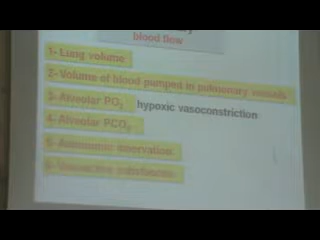 blood flow
1- Lung volume
2- Volume of blood pumped in pulmonary vessels
3- Alveolar PO2 hypoxic vasoconstriction
4- Alveolar PCO2
5- Autonomic innervation
6- Vasoactive substances